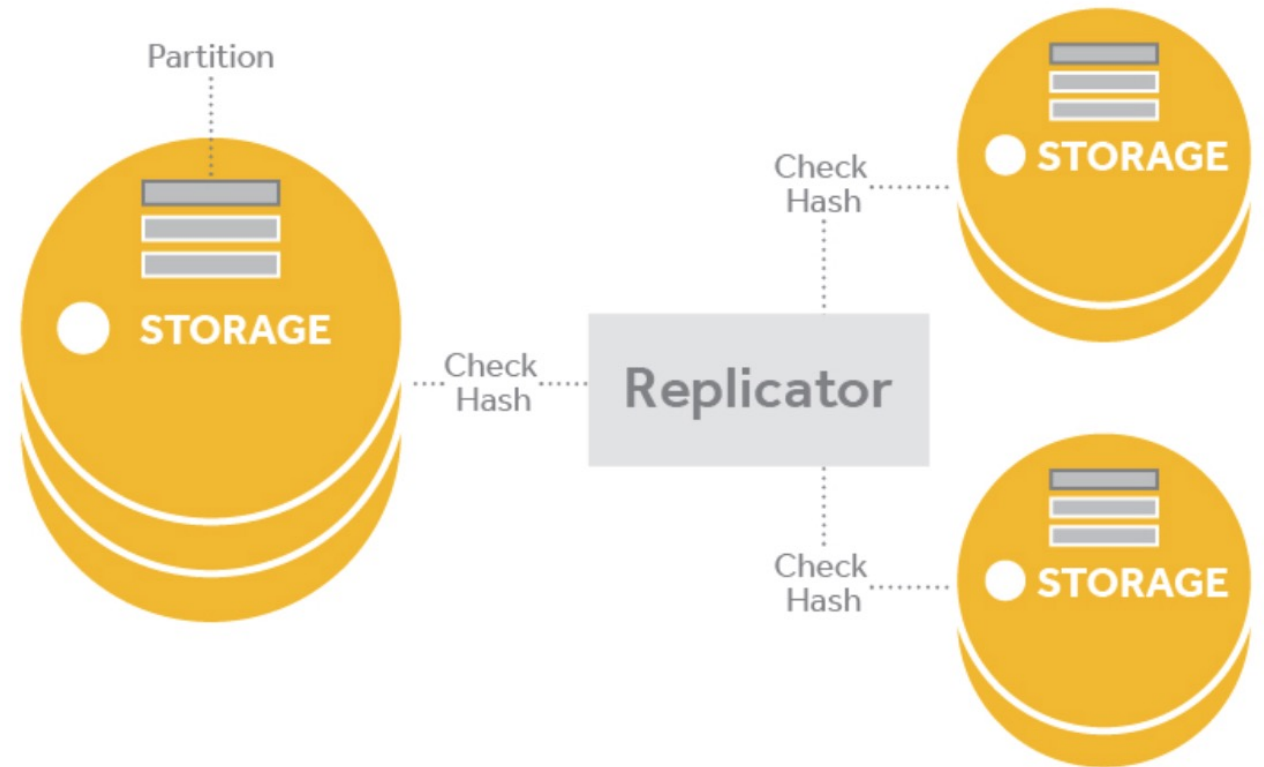 Partition
STORAGE
Check
Hash
Replicator
Check
Hash
STORAGE
Check
Hash
STORAGE